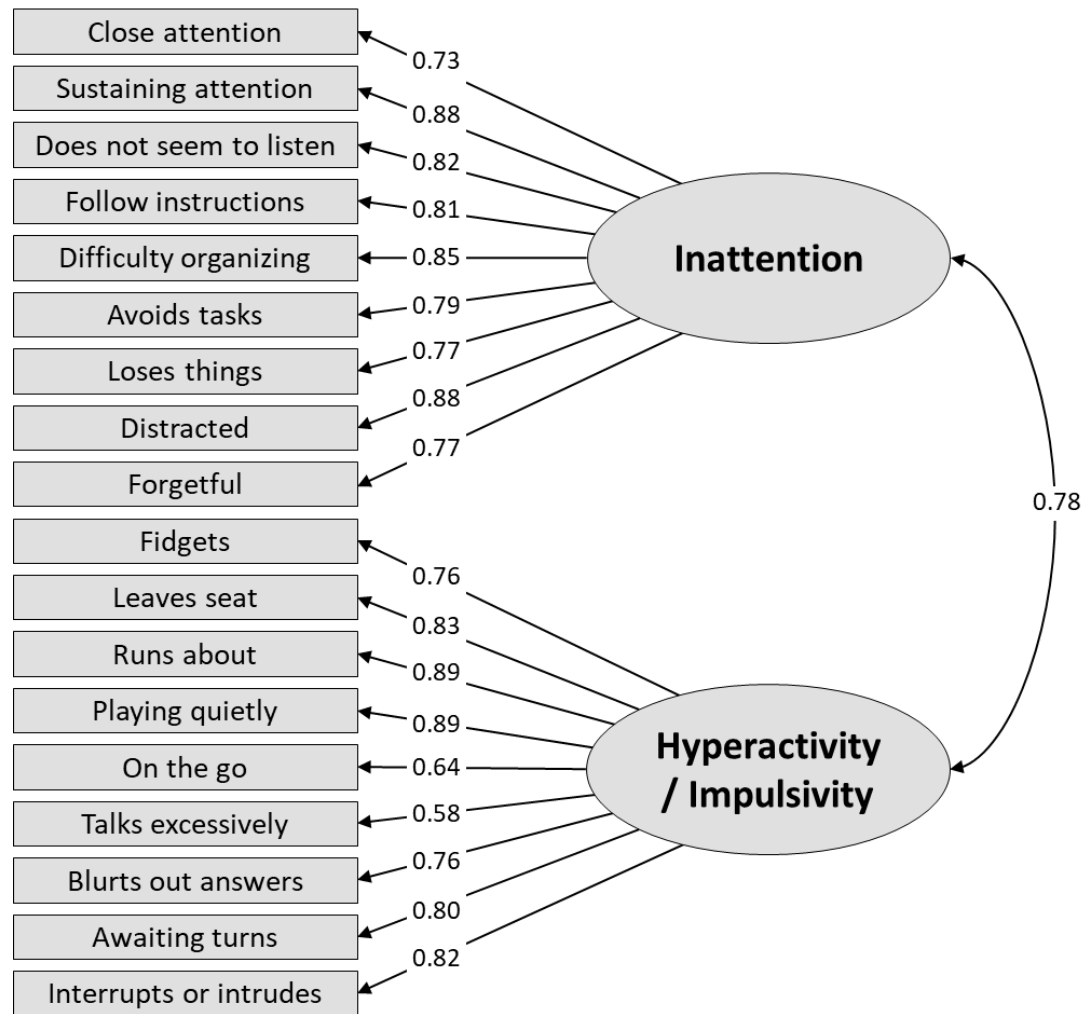 Close attention
0.73
Sustaining attention
0.88
Does not seem to listen
0.82
Follow instructions
0.81
Difficulty organizing
0.85
Avoids tasks
0.79
Loses things
0.77
Distracted
0.88
Forgetful
0.77
Inattention
0.78
Fidgets
0.76
Leaves seat
0.83
Runs about
0.89
Playing quietly
0.89
On the go
0.64
Talks excessively
0.58
Blurts out answers
0.76
Awaiting turns
0.80
Interrupts or intrudes
0.82
Hyperactivity
/ Impulsivity